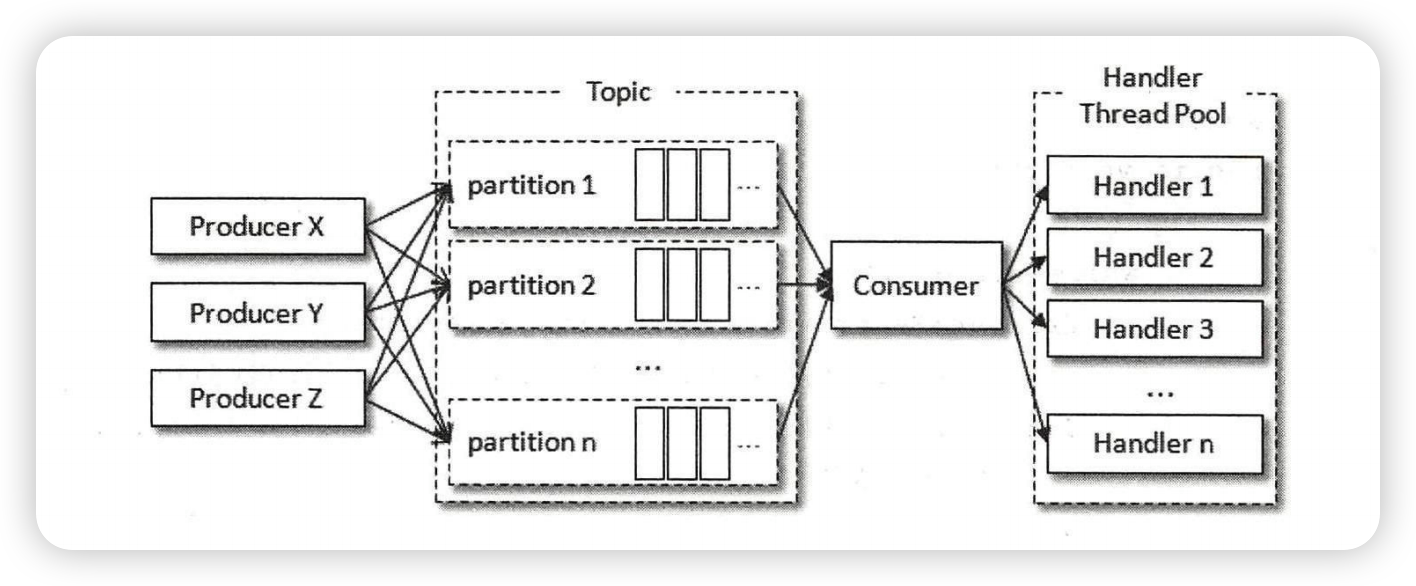 Topic
Handler
Thread Pool
Producer X
Producer Y
Producer Z
partition 1
...
partition 2
...
...
partition n
...
Consumer
Handler 1
Handler 2
Handler 3
...
Handler n